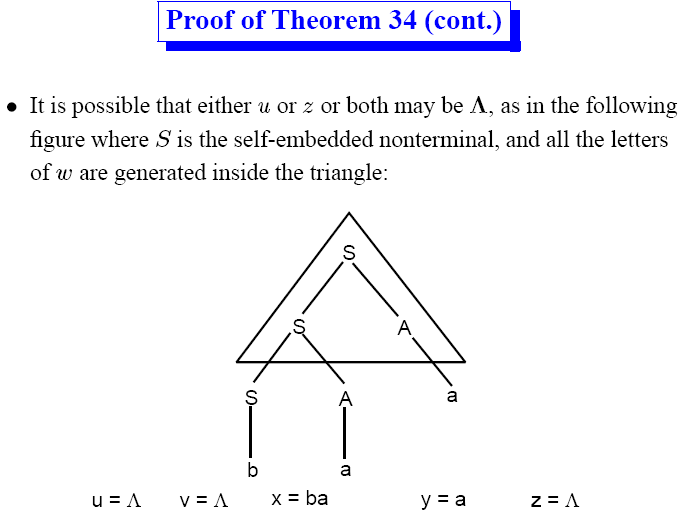 Proof of Theorem 34 (cont.)
• It is possible that either u or z or both may be Λ, as in the following
figure where S is the self-embedded nonterminal, and all the letters
of w are generated inside the triangle:
S
S A
S A a
b a
u = Λ v = Λ x = ba y = a z = Λ